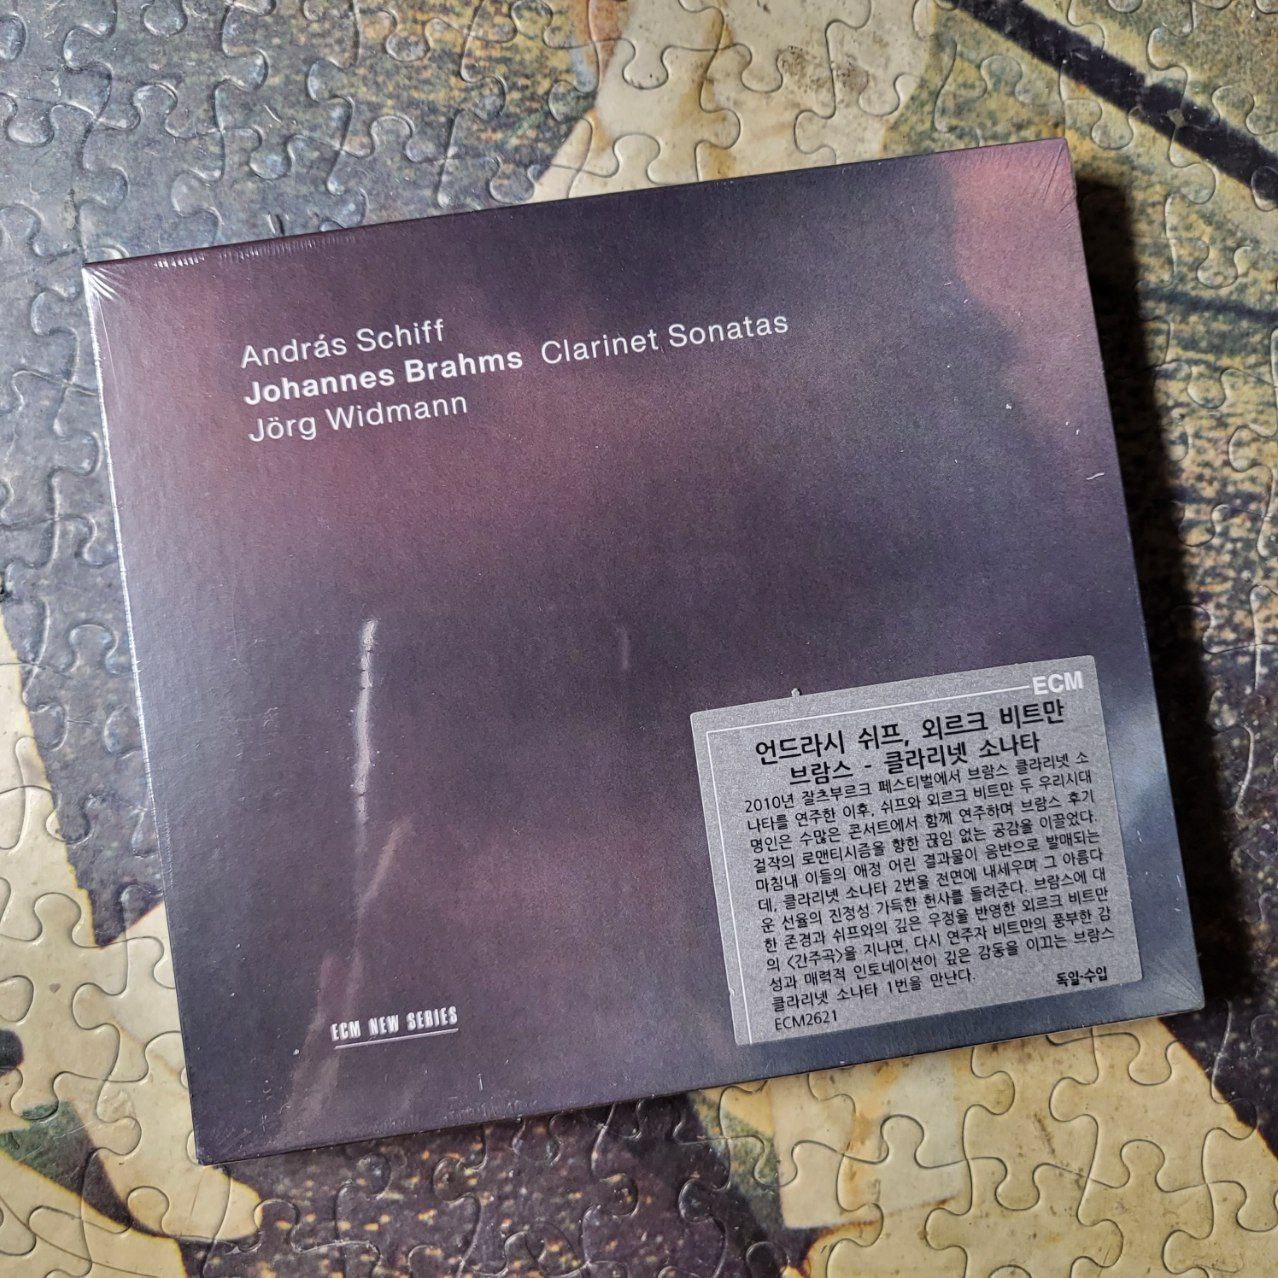 András Schiff
Johannes Brahms Clarinet Sonatas
Jörg Widmann
ECM NEW SERIES
ECM
언드라시 쉬프, 외르크 비트만
브람스 - 클라리넷 소나타
2010년 잘츠부르크 페스티벌에서 브람스 클라리넷 소
나타를 연주한 이후, 쉬프와 외르크 비트만 두 우리시대
명인은 수많은 콘서트에서 함께 연주하며 브람스 후기
걸작의 로맨티시즘을 향한 끊임 없는 공감을 이끌었다.
마침내 이들의 애정 어린 결과물이 음반으로 발매되는
데, 클라리넷 소나타 2번을 전면에 내세우며 그 아름다
운 선율의 진정성 가득한 헌사를 들려준다. 브람스에 대
한 존경과 쉬프와의 깊은 우정을 반영한 외르크 비트만
의 <간주곡>을 지나면, 다시 연주자 비트만의 풍부한 감
성과 매력적 인토네이션이 깊은 감동을 이끄는 브람스
클라리넷 소나타 1번을 만난다.
독일-수입
ECM2621